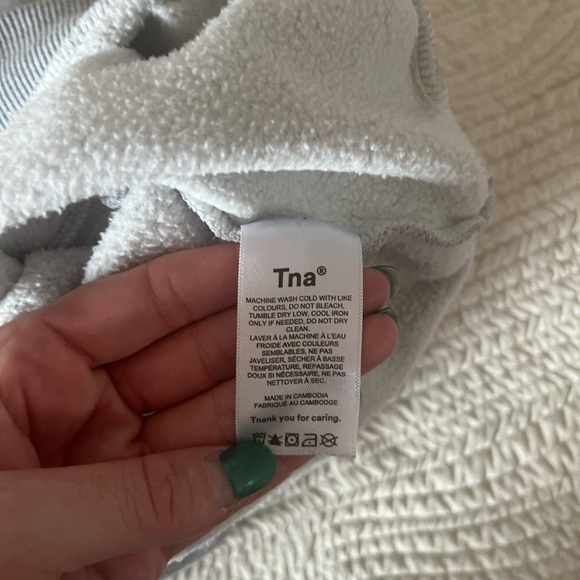 Tna®
MACHINE WASH COLD WITH LIKE
COLOURS, DO NOT BLEACH,
TUMBLE DRY LOW, COOL IRON
ONLY IF NEEDED, DO NOT DRY
CLEAN.
LAVER À LA MACHINE À L'EAU
FROIDE AVEC COULEURS
SEMBLABLES, NE PAS
JAVELISER, SÉCHER À BASSE
TEMPÉRATURE, REPASSAGE
DOUX SI NÉCESSAIRE, NE PAS
NETTOYER À SEC.
MADE IN CAMBODIA
FABRIQUÉ AU CAMBODGE
Tnank you for caring.